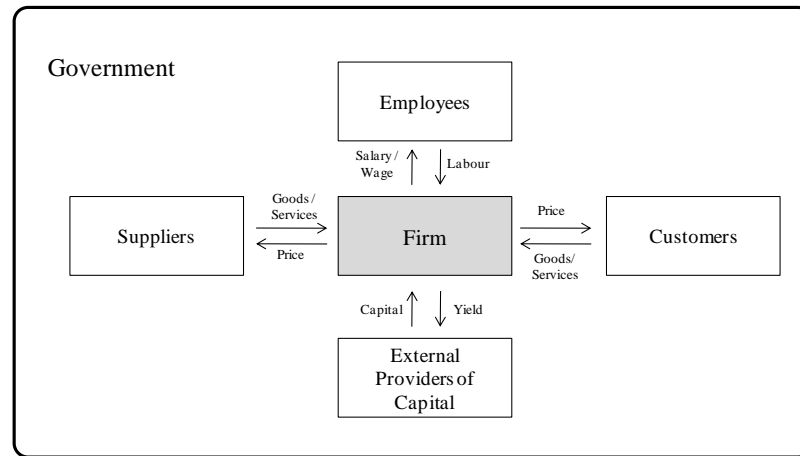 Government
Employees
Salary /
Wage
Labour
Goods /
Services
Price
Suppliers
Firm
Customers
Price
Goods/
Services
Capital
Yield
External
Providers of
Capital